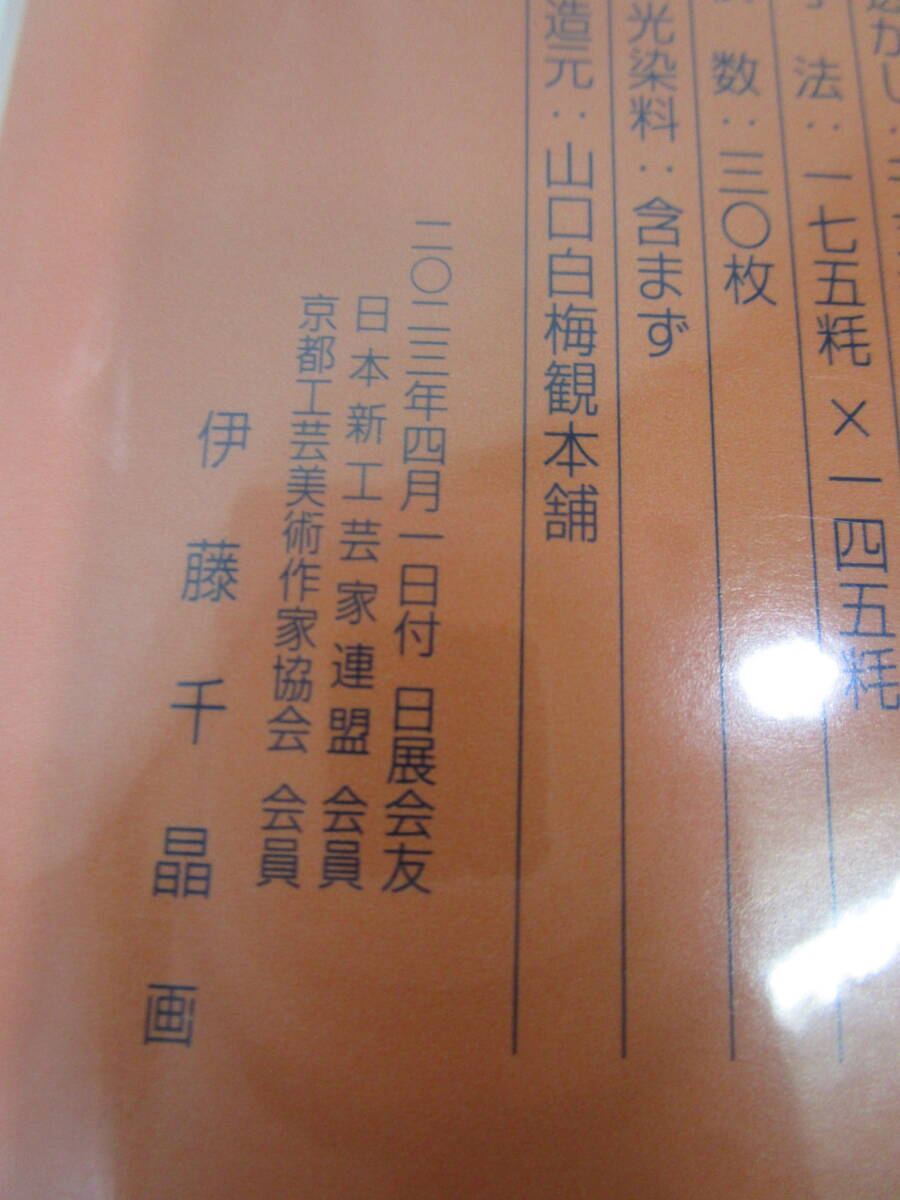 法：一七五粍×一四五粍
数：三〇枚
光染料：含まず
造元：山口白梅観本舗
二〇二三年四月一日付 日展会友
日本新工芸家連盟 会員
京都工芸美術作家協会 会員
伊藤千晶画